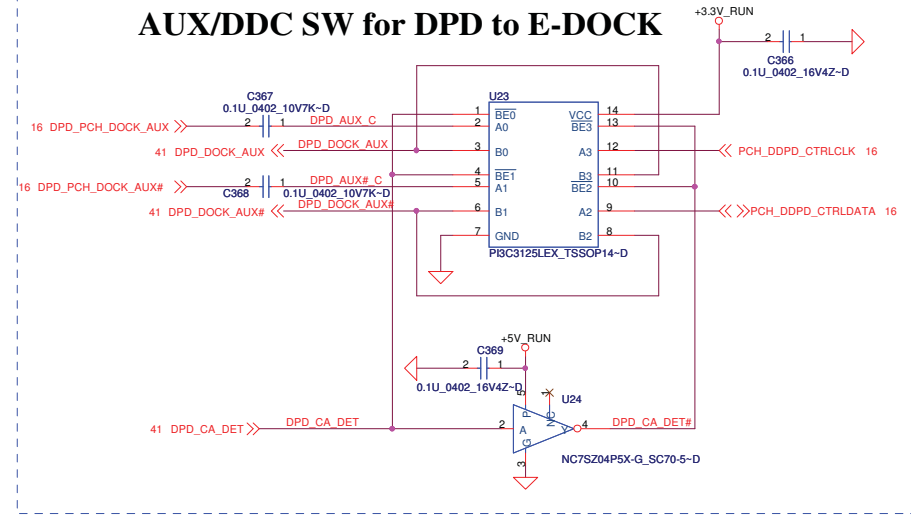 AUX/DDC SW for DPD to E-DOCK
+3.3V_RUN
2 1
C366
0.1U_0402_16V4Z~D
U23
C367
0.1U_0402_10V7K~D
1 BE0 VCC 14
16 DPD_PCH_DOCK_AUX 2 1 DPD_AUX_C 2 A0 BE3 13
41 DPD_DOCK_AUX DPD_DOCK_AUX 3 B0 A3 12 PCH_DDPD_CTRLCLK 16
4 BE1 B3 11
16 DPD_PCH_DOCK_AUX# 2 1 DPD_AUX#_C 5 A1 BE2 10
C368 0.1U_0402_10V7K~D
41 DPD_DOCK_AUX# DPD_DOCK_AUX# 6 B1 A2 9 PCH_DDPD_CTRLDATA 16
7 GND B2 8
PI3C3125LEX_TSSOP14~D
+5V_RUN
C369
2 1
0.1U_0402_16V4Z~D
5 P 1 NC U24
41 DPD_CA_DET DPD_CA_DET 2 A Y 4 DPD_CA_DET#
3 G
NC7SZ04P5X-G_SC70-5~D